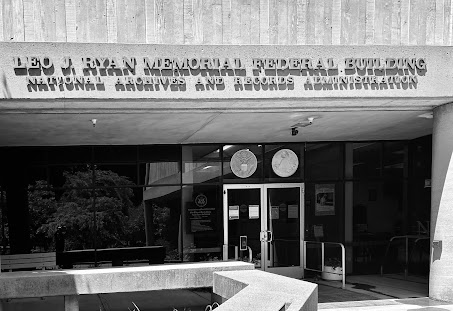 LEO J. RYAN MEMORIAL FEDERAL BUILDING
NATIONAL ARCHIVES AND RECORDS ADMINISTRATION